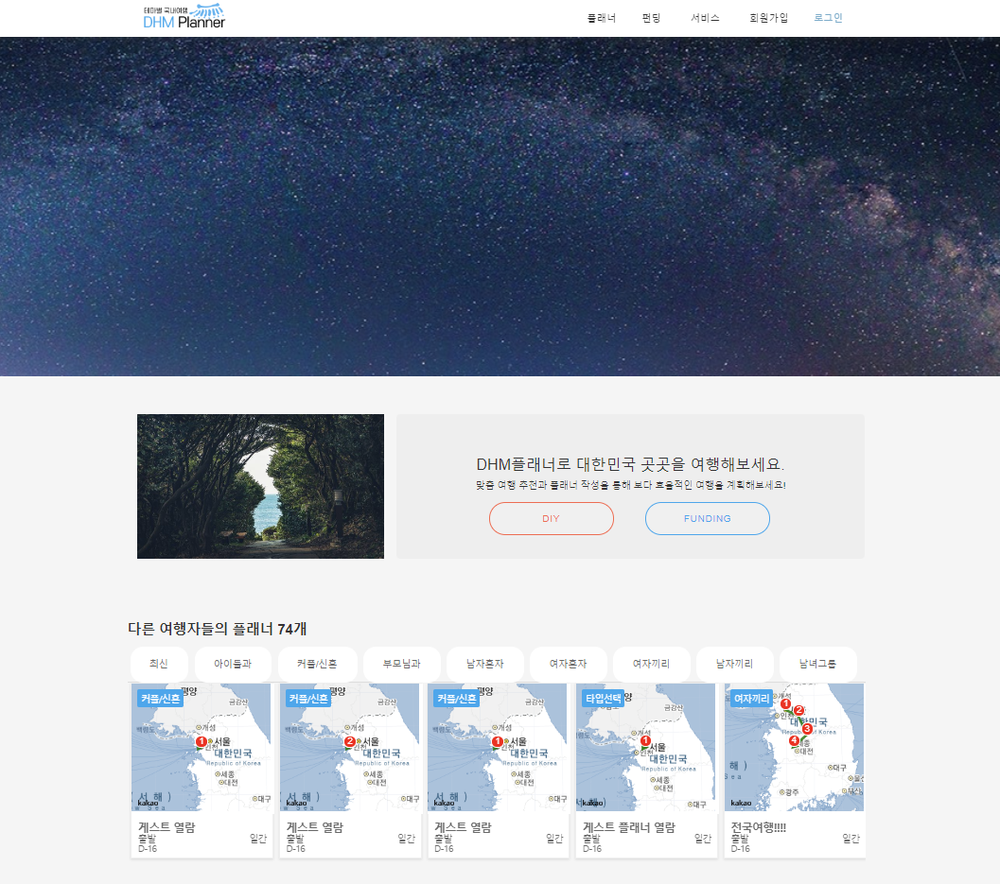 테마별 국내여행
DHM Planner
플래너 펀딩 서비스 회원가입 로그인
DHM플래너로 대한민국 곳곳을 여행해보세요.
맞춤 여행 추천과 플래너 작성을 통해 보다 효율적인 여행을 계획해보세요!
DIY FUNDING
다른 여행자들의 플래너 74개
최신 아이들과 커플/신혼 부모님과 남자혼자 여자혼자 여자끼리 남자끼리 남녀그룹
커플/신혼
평양
금강산
백령도
개성
1
서울
인천
대한민국
Republic of Korea
세종
대전
서해)
대구
kakao
게스트 열람
출발 일간
D-16
커플/신혼
평양
금강산
백령도
개성
2
서울
인천
대한민국
Republic of Korea
세종
대전
서해)
대구
kakao
게스트 열람
출발 일간
D-16
커플/신혼
평양
금강산
백령도
개성
1
서울
인천
대한민국
Republic of Korea
세종
대전
서해)
대구
kakao
게스트 열람
출발 일간
D-16
타입선택
금강산
개성
1
서울
인천
대한민국
Republic of Korea
세종
대전
대구
kakao
게스트 플래너 열람
출발 일간
D-16
여자끼리
개성
1
2
인천
3
4
대전
해)
대구
광주
부산
kakao
전국여행!!!!
출발 일간
D-16